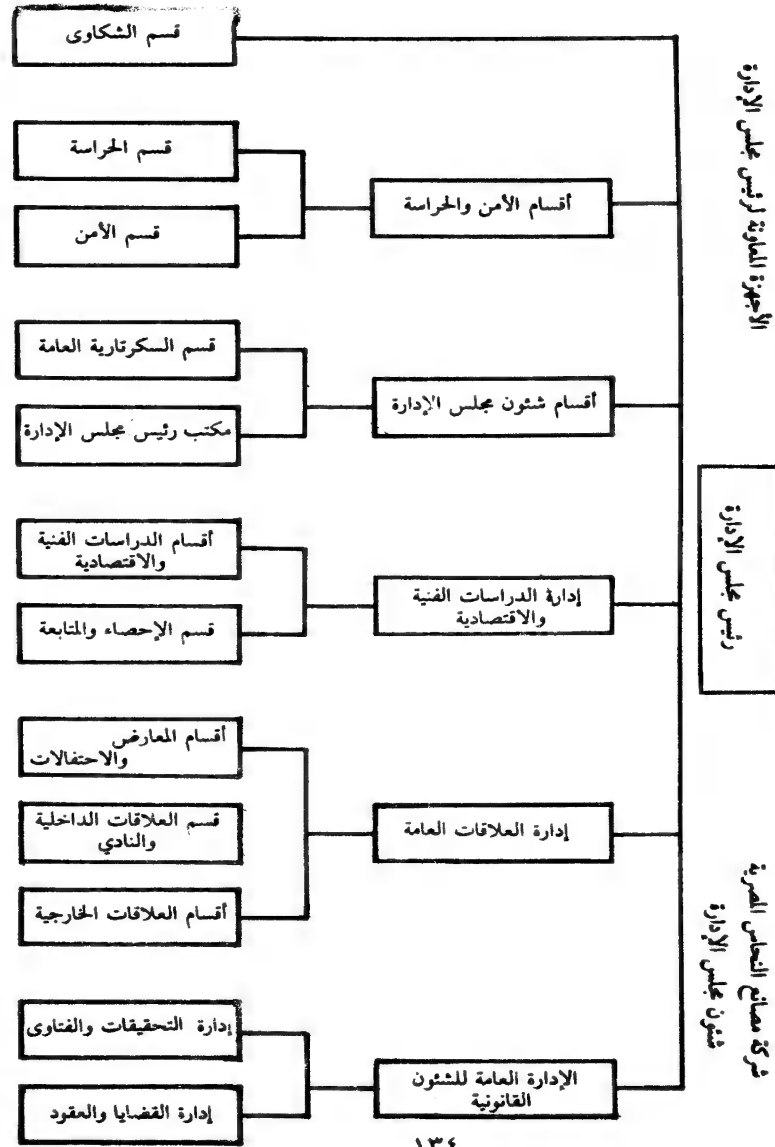 الأجهزة المعاونة لرئيس مجلس الإدارة
رئيس مجلس الإدارة
شركة مصانع النحاس المصرية
شئون مجلس الإدارة
قسم الشكاوى
أقسام الأمن والحراسة
قسم الحراسة
قسم الأمن
أقسام شئون مجلس الإدارة
قسم السكرتارية العامة
مكتب رئيس مجلس الإدارة
إدارة الدراسات الفنية
والاقتصادية
أقسام الدراسات الفنية
والاقتصادية
قسم الإحصاء والمتابعة
إدارة العلاقات العامة
أقسام المعارض
والاحتفالات
قسم العلاقات الداخلية
والنادي
أقسام العلاقات الخارجية
الإدارة العامة للشئون
القانونية
إدارة التحقيقات والفتاوى
إدارة القضايا والعقود
١٣٤